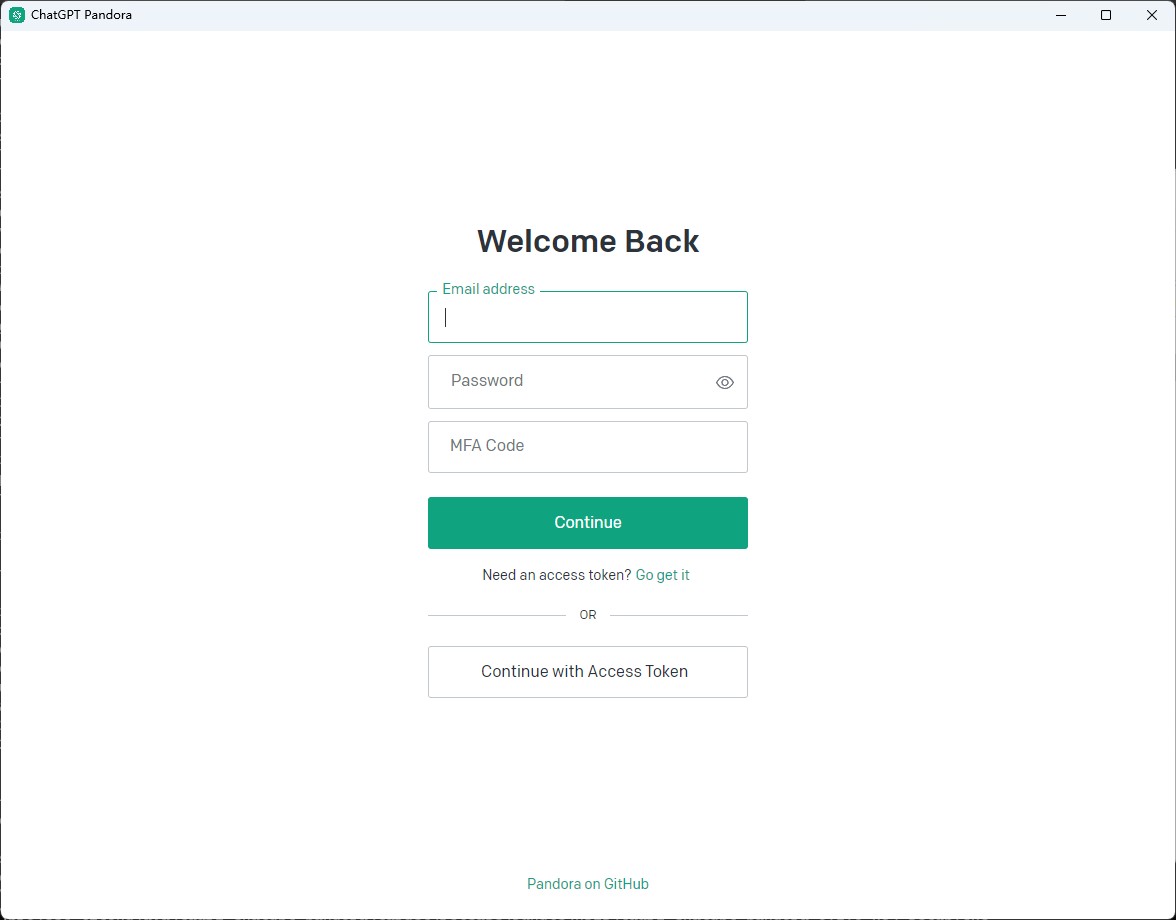 ChatGPT Pandora
Welcome Back
Email address
Password
MFA Code
Continue
Need an access token? Go get it
OR
Continue with Access Token
Pandora on GitHub